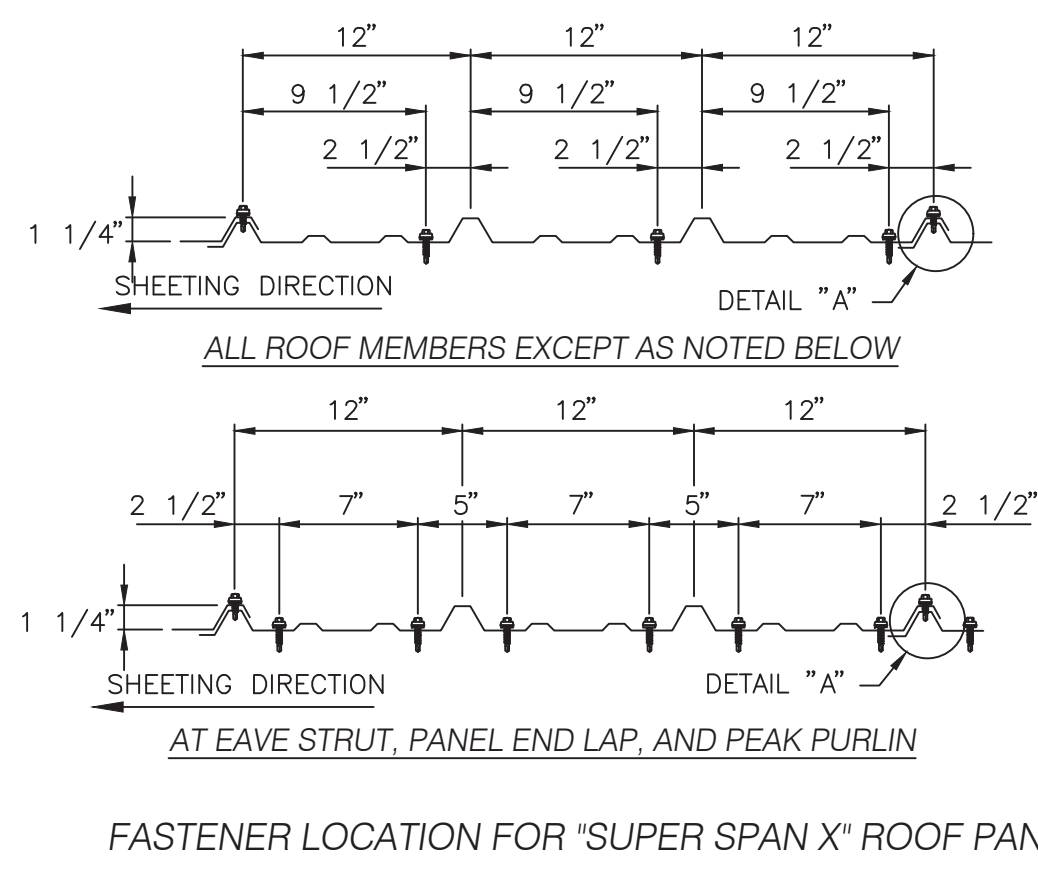 12” 12” 12”
9 1/2” 9 1/2” 9 1/2”
2 1/2” 2 1/2” 2 1/2”
1 1/4”
SHEETING DIRECTION
DETAIL ”A”
ALL ROOF MEMBERS EXCEPT AS NOTED BELOW
12” 12” 12”
2 1/2” 7” 5” 7” 5” 7” 2 1/2”
1 1/4”
SHEETING DIRECTION
DETAIL ”A”
AT EAVE STRUT, PANEL END LAP, AND PEAK PURLIN
FASTENER LOCATION FOR "SUPER SPAN X" ROOF PAN